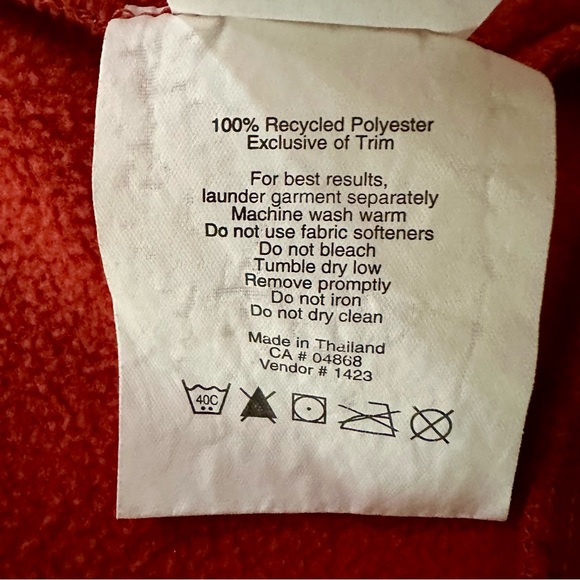 100% Recycled Polyester
Exclusive of Trim
For best results,
launder garment separately
Machine wash warm
Do not use fabric softeners
Do not bleach
Tumble dry low
Remove promptly
Do not iron
Do not dry clean
Made in Thailand
CA # 04868
Vendor # 1423
40C